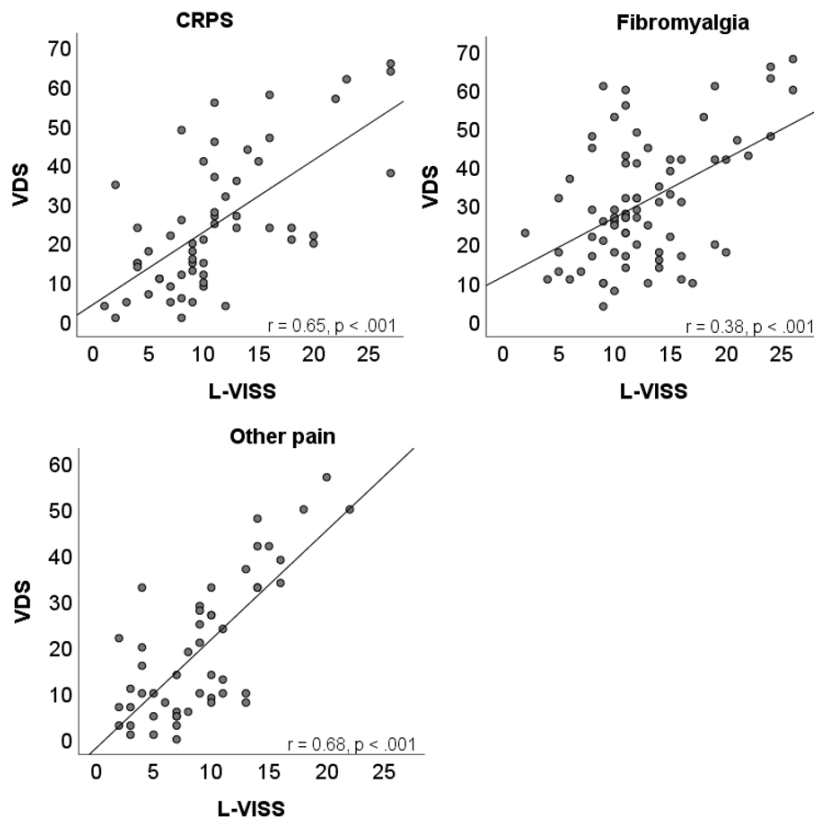 CRPS
70
60
50
40
30
20
10
0
VDS
r = 0.65, p < .001
0 5 10 15 20 25
L-VISS
Fibromyalgia
70
60
50
40
30
20
10
0
VDS
r = 0.38, p < .001
0 5 10 15 20 25
L-VISS
Other pain
60
50
40
30
20
10
0
VDS
r = 0.68, p < .001
0 5 10 15 20 25
L-VISS